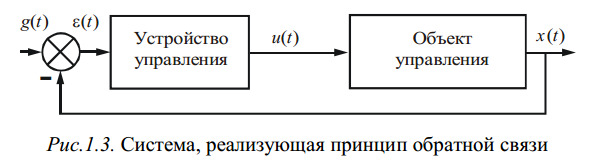 g(t) ε(t) Устройство управления u(t) Объект управления x(t)
-
Рис.1.3. Система, реализующая принцип обратной связи